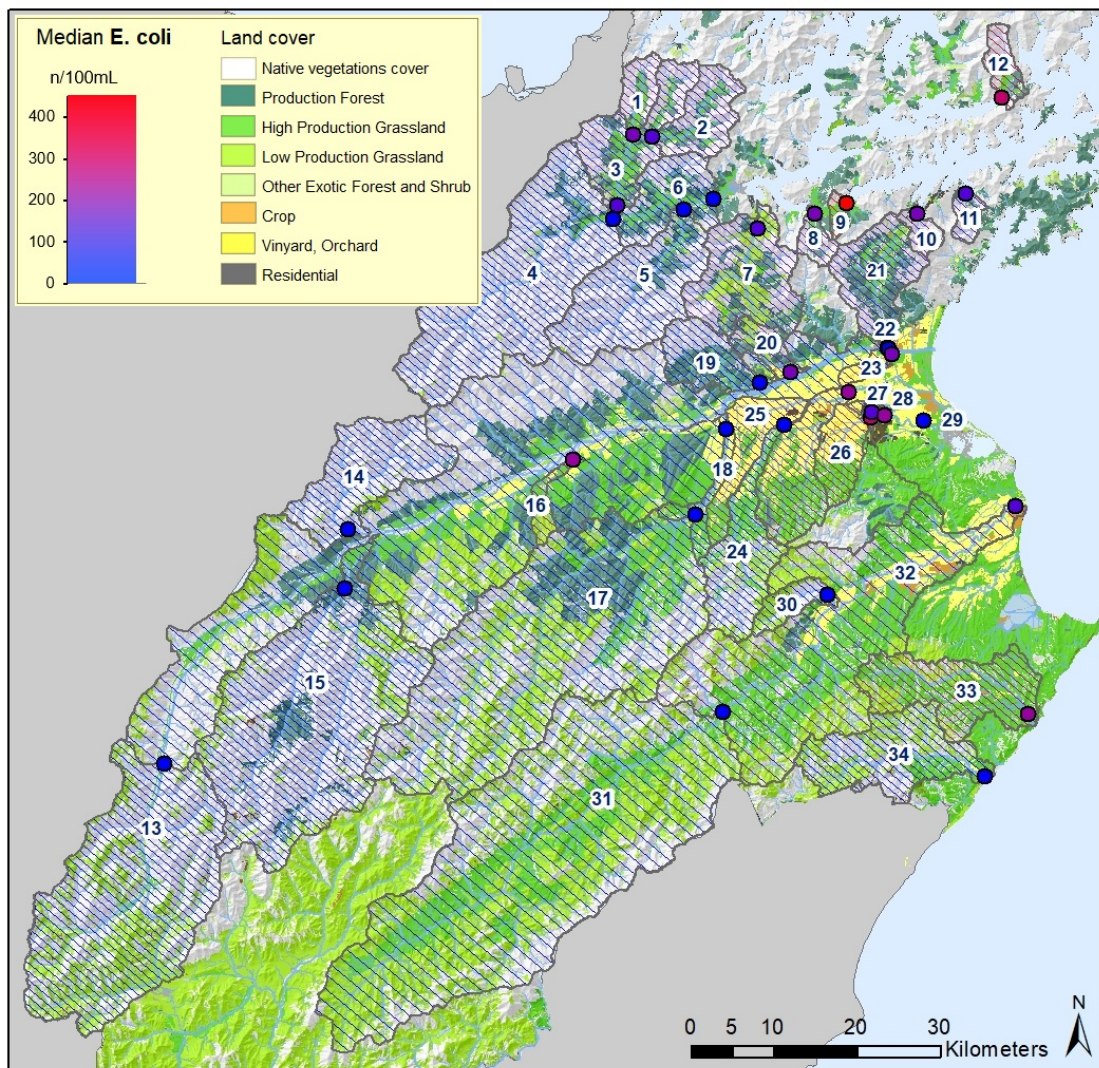 Median E. coli
n/100mL
400
300
200
100
0
Land cover
Native vegetations cover
Production Forest
High Production Grassland
Low Production Grassland
Other Exotic Forest and Shrub
Crop
Vinyard, Orchard
Residential
12
1
2
3
6
11
9
8
10
4
5
7
21
22
20
19
23
27
28
25
29
26
18
14
16
24
32
17
30
15
33
34
31
13
N
0 5 10 20 30
Kilometers